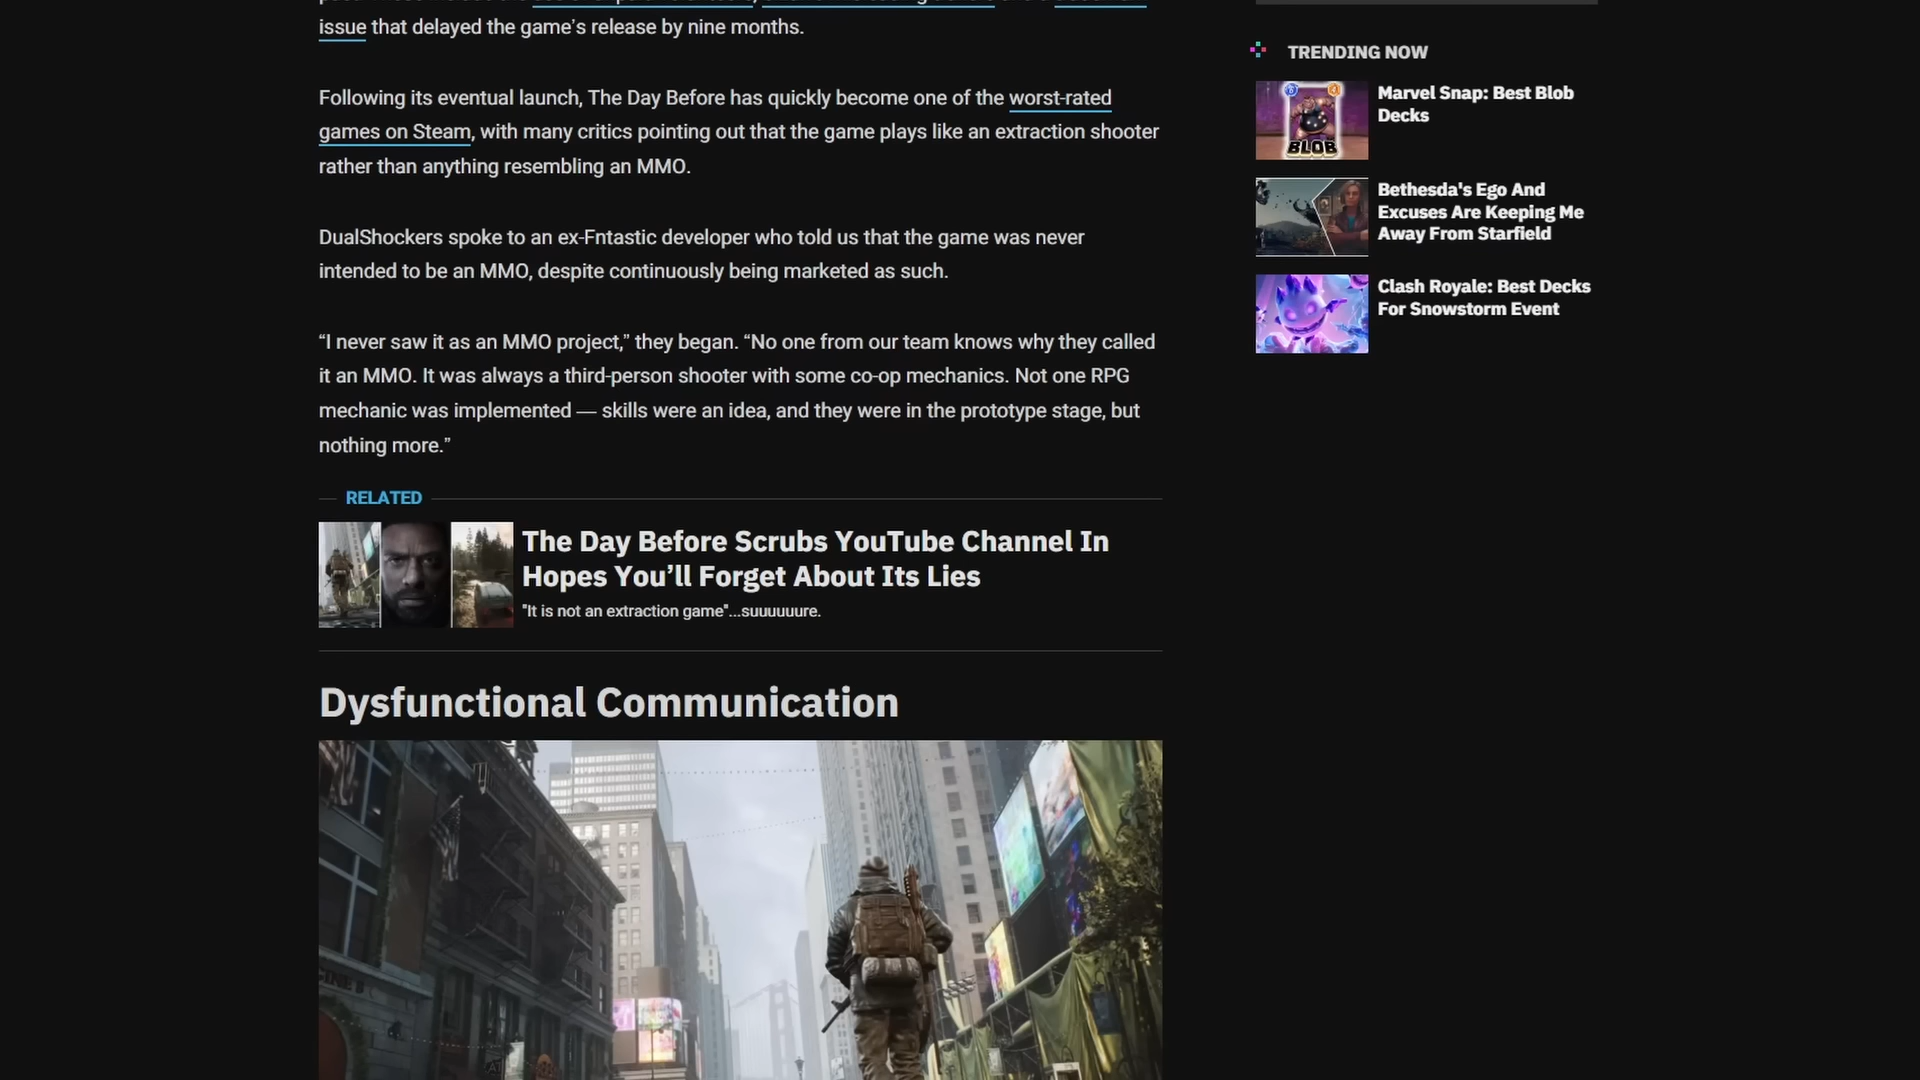 issue that delayed the game’s release by nine months.
Following its eventual launch, The Day Before has quickly become one of the worst-rated
games on Steam, with many critics pointing out that the game plays like an extraction shooter
rather than anything resembling an MMO.
DualShockers spoke to an ex-Fntastic developer who told us that the game was never
intended to be an MMO, despite continuously being marketed as such.
“I never saw it as an MMO project,” they began. “No one from our team knows why they called
it an MMO. It was always a third-person shooter with some co-op mechanics. Not one RPG
mechanic was implemented — skills were an idea, and they were in the prototype stage, but
nothing more.”
RELATED
The Day Before Scrubs YouTube Channel In
Hopes You’ll Forget About Its Lies
"It is not an extraction game"...suuuuuure.
Dysfunctional Communication
TRENDING NOW
BLOB
Marvel Snap: Best Blob
Decks
Bethesda's Ego And
Excuses Are Keeping Me
Away From Starfield
Clash Royale: Best Decks
For Snowstorm Event